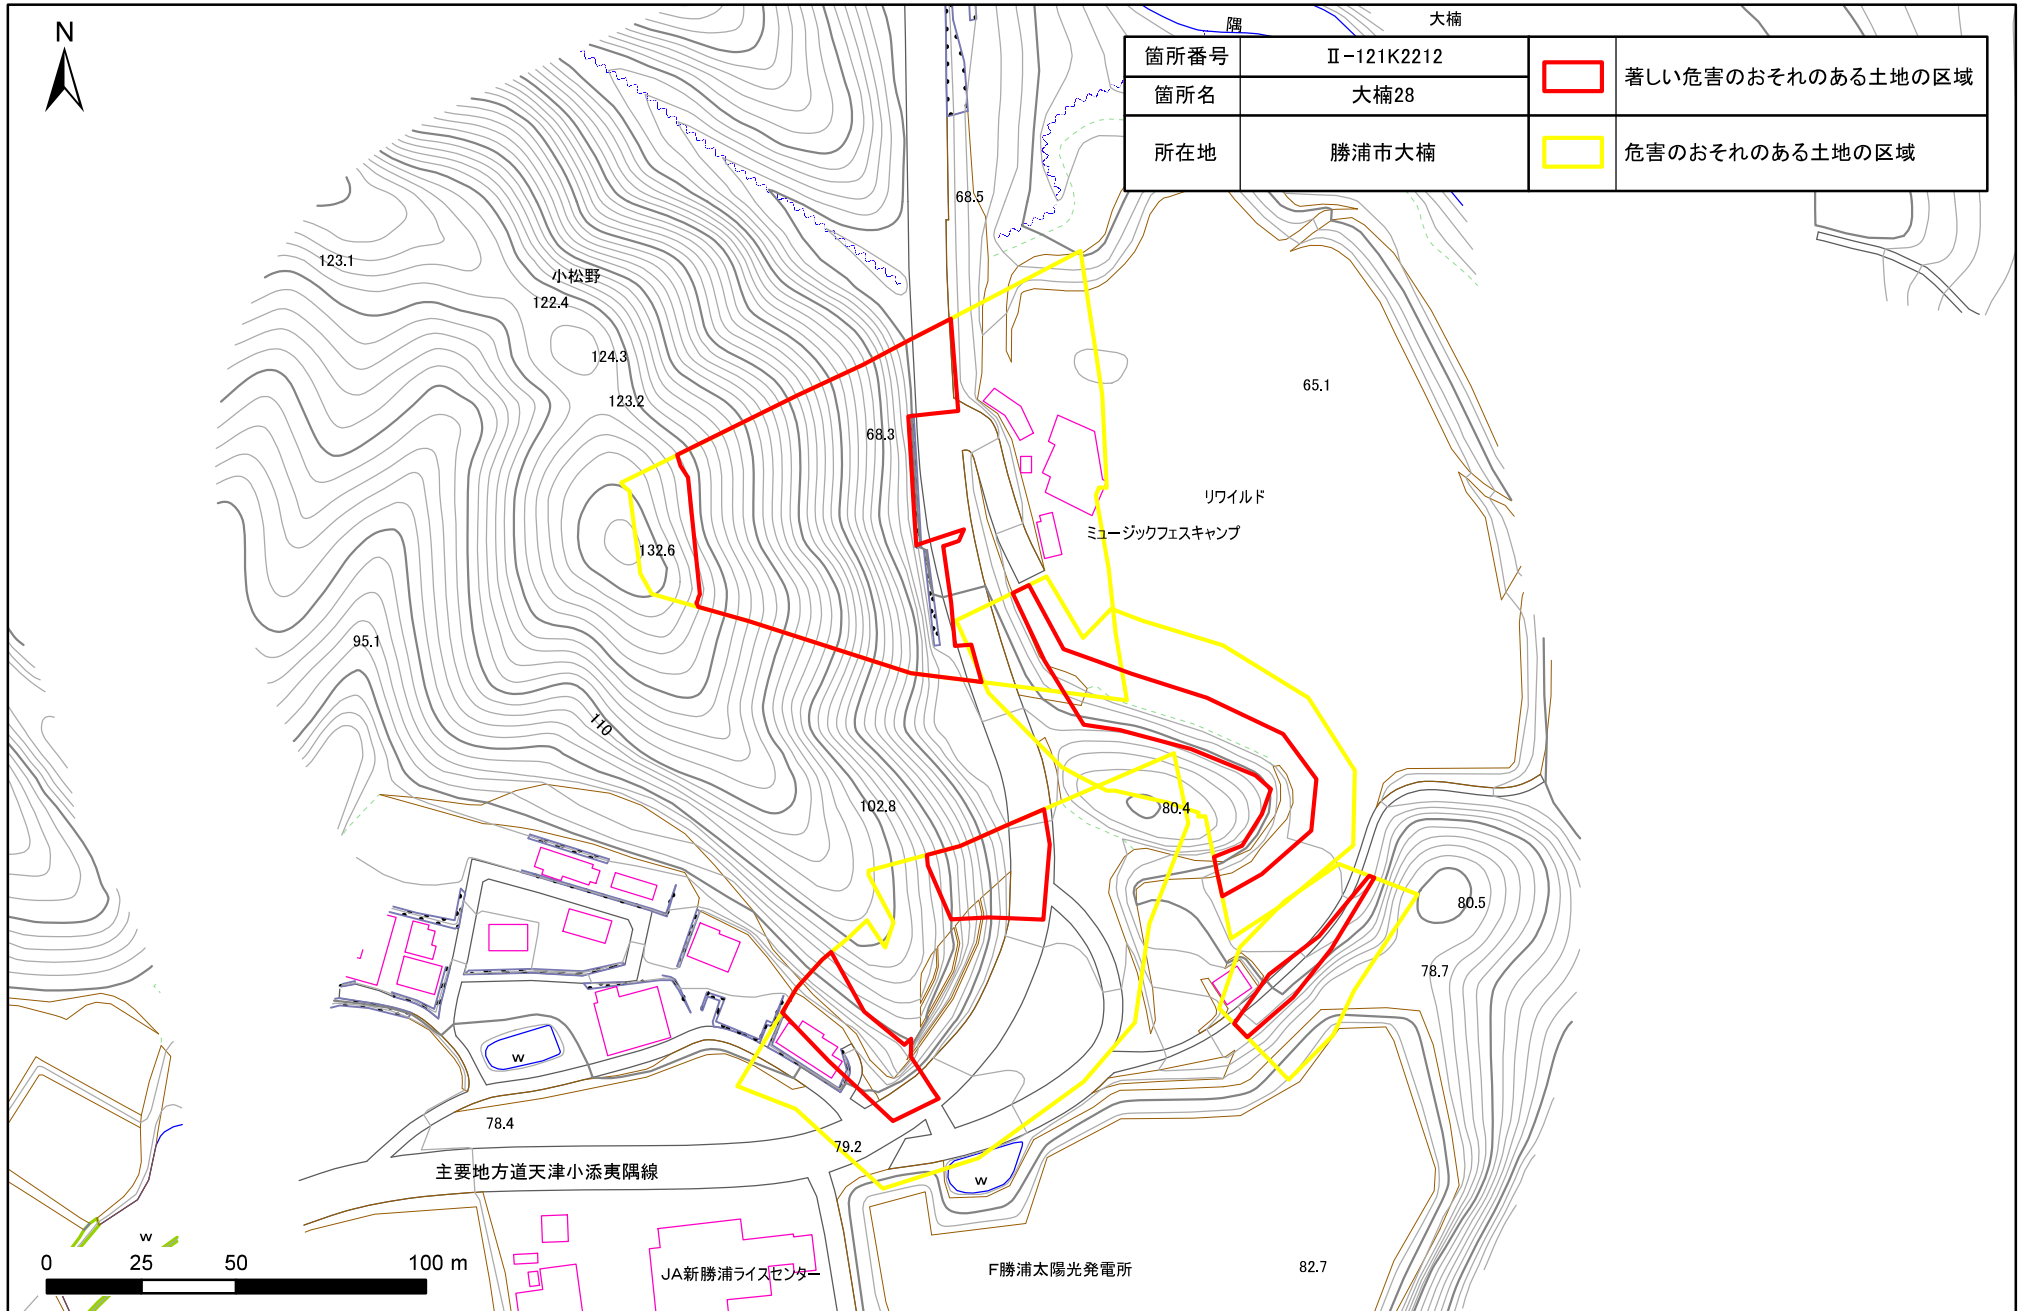 N
隅
大楠
箇所番号 Ⅱ-121K2212
箇所名 大楠28
所在地 勝浦市大楠
著しい危害のおそれのある土地の区域
危害のおそれのある土地の区域
68.5
123.1
小松野
122.4
124.3
123.2
65.1
68.3
リワイルド
ミュージックフェスキャンプ
132.6
95.1
110
102.8
80.4
80.5
78.7
w
78.4
79.2
主要地方道天津小添夷隅線
w
w
0 25 50 100 m
JA新勝浦ライスセンター
F勝浦太陽光発電所
82.7